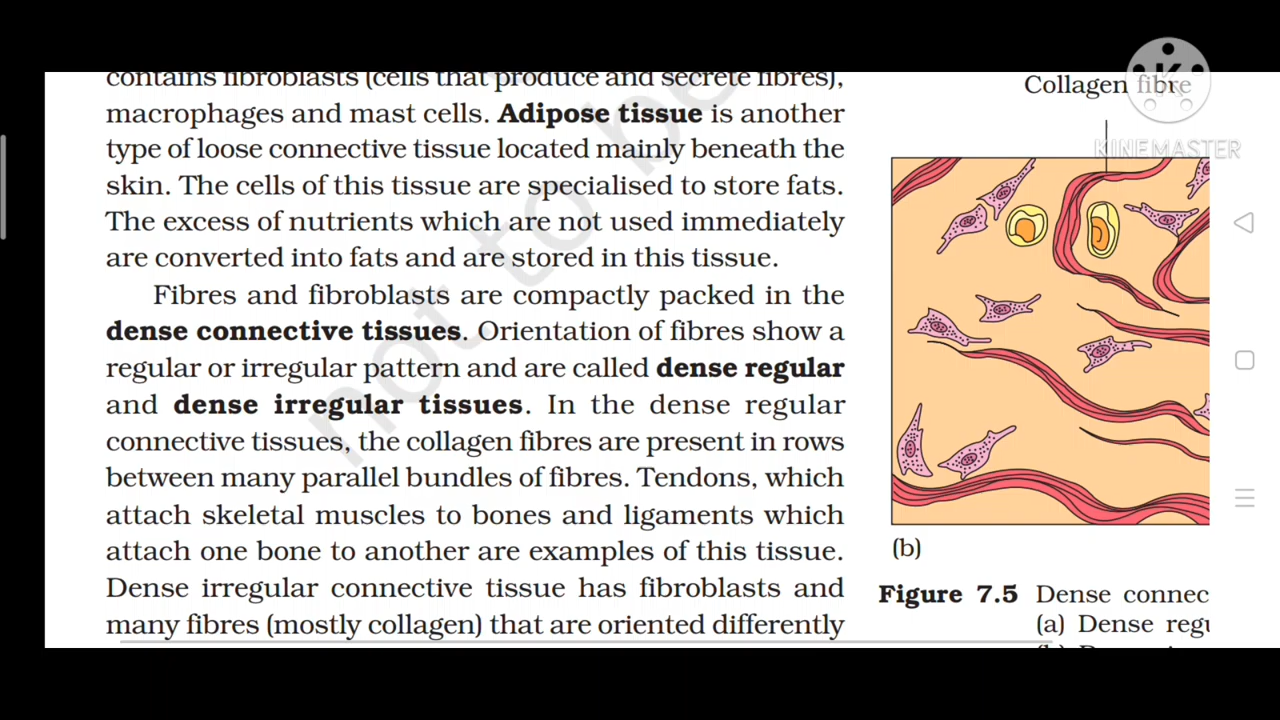 contains fibroblasts (cells that produce and secrete fibres),
macrophages and mast cells. Adipose tissue is another
type of loose connective tissue located mainly beneath the
skin. The cells of this tissue are specialised to store fats.
The excess of nutrients which are not used immediately
are converted into fats and are stored in this tissue.
Fibres and fibroblasts are compactly packed in the
dense connective tissues. Orientation of fibres show a
regular or irregular pattern and are called dense regular
and dense irregular tissues. In the dense regular
connective tissues, the collagen fibres are present in rows
between many parallel bundles of fibres. Tendons, which
attach skeletal muscles to bones and ligaments which
attach one bone to another are examples of this tissue.
Dense irregular connective tissue has fibroblasts and
many fibres (mostly collagen) that are oriented differently
not to be
Collagen fibre
K
KINEMASTER
(b)
Figure 7.5 Dense connec
(a) Dense regu